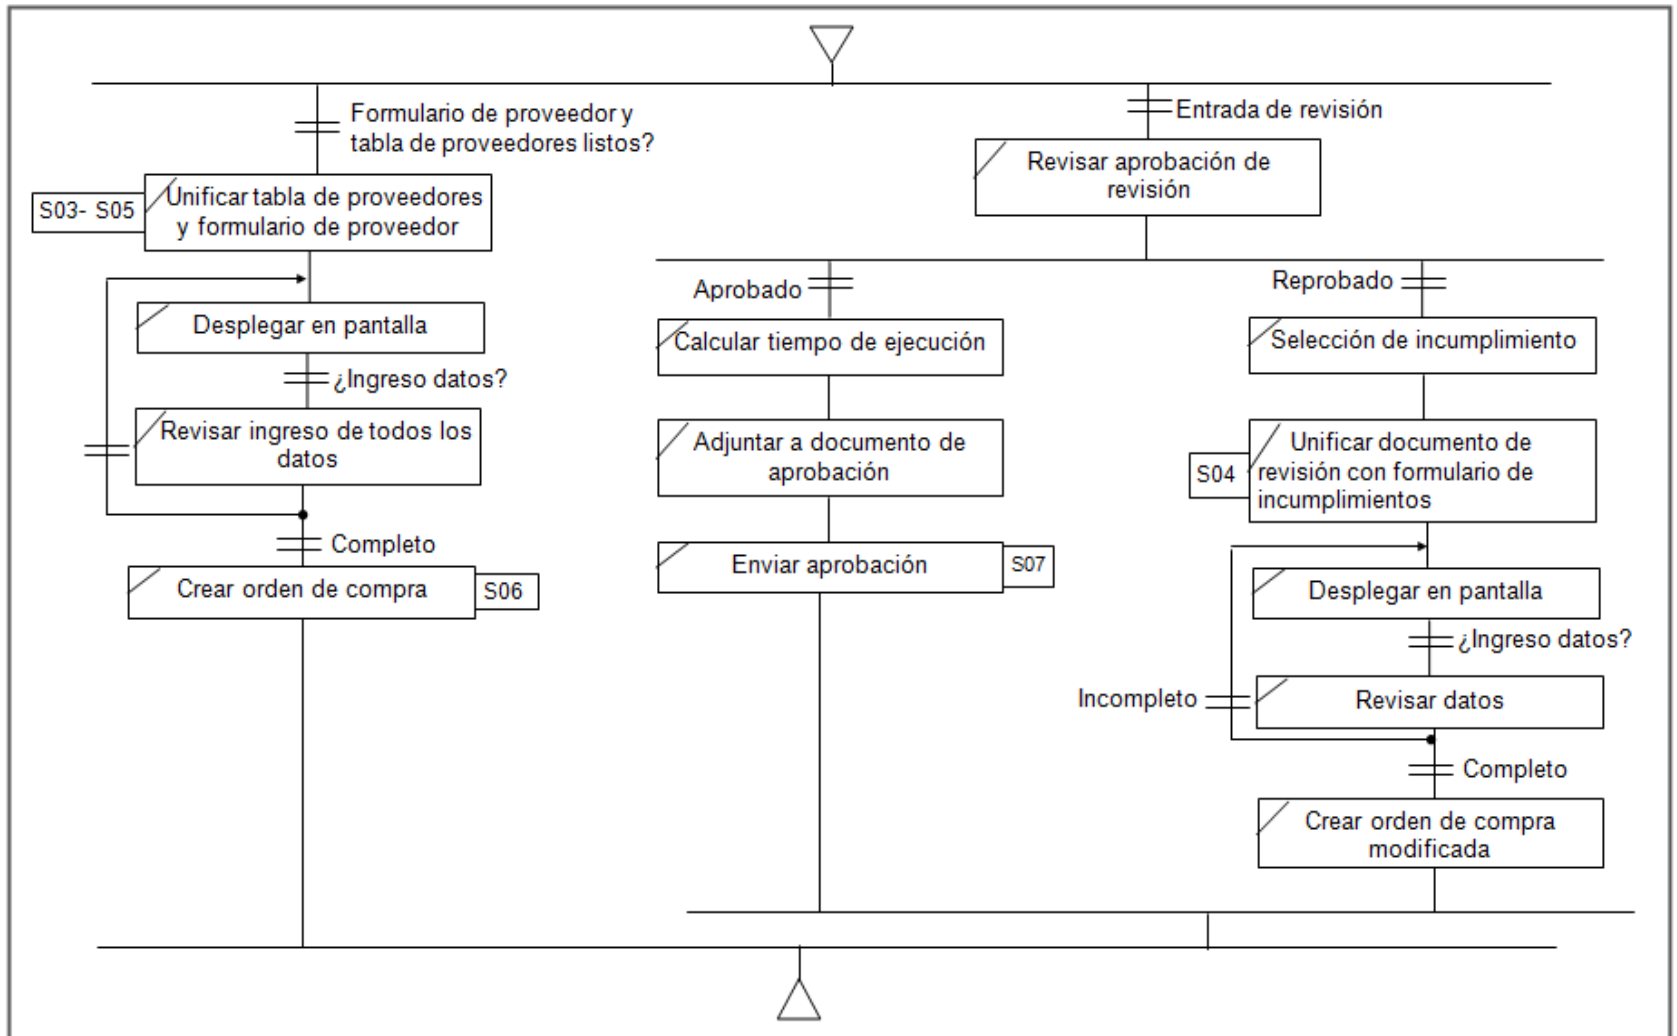 Formulario de proveedor y
tabla de proveedores listos?
S03- S05
Unificar tabla de proveedores
y formulario de proveedor
Desplegar en pantalla
¿Ingreso datos?
Revisar ingreso de todos los
datos
Completo
Crear orden de compra
S06
Entrada de revisión
Revisar aprobación de
revisión
Aprobado
Calcular tiempo de ejecución
Adjuntar a documento de
aprobación
Enviar aprobación
S07
Reprobado
Selección de incumplimiento
S04
Unificar documento de
revisión con formulario de
incumplimientos
Desplegar en pantalla
¿Ingreso datos?
Incompleto
Revisar datos
Completo
Crear orden de compra
modificada